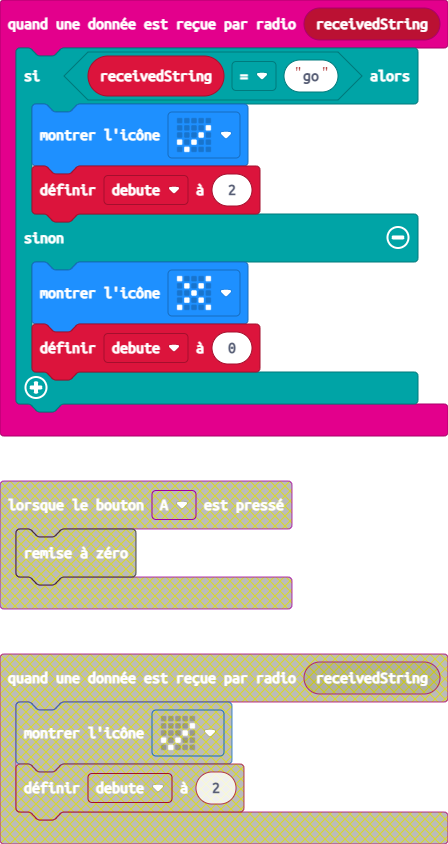 quand une donnée est reçue par radio receivedString
si receivedString = "go" alors
montrer l'icône
définir debute à 2
sinon
montrer l'icône
définir debute à 0
lorsque le bouton A est pressé
remise à zéro
quand une donnée est reçue par radio receivedString
montrer l'icône
définir debute à 2